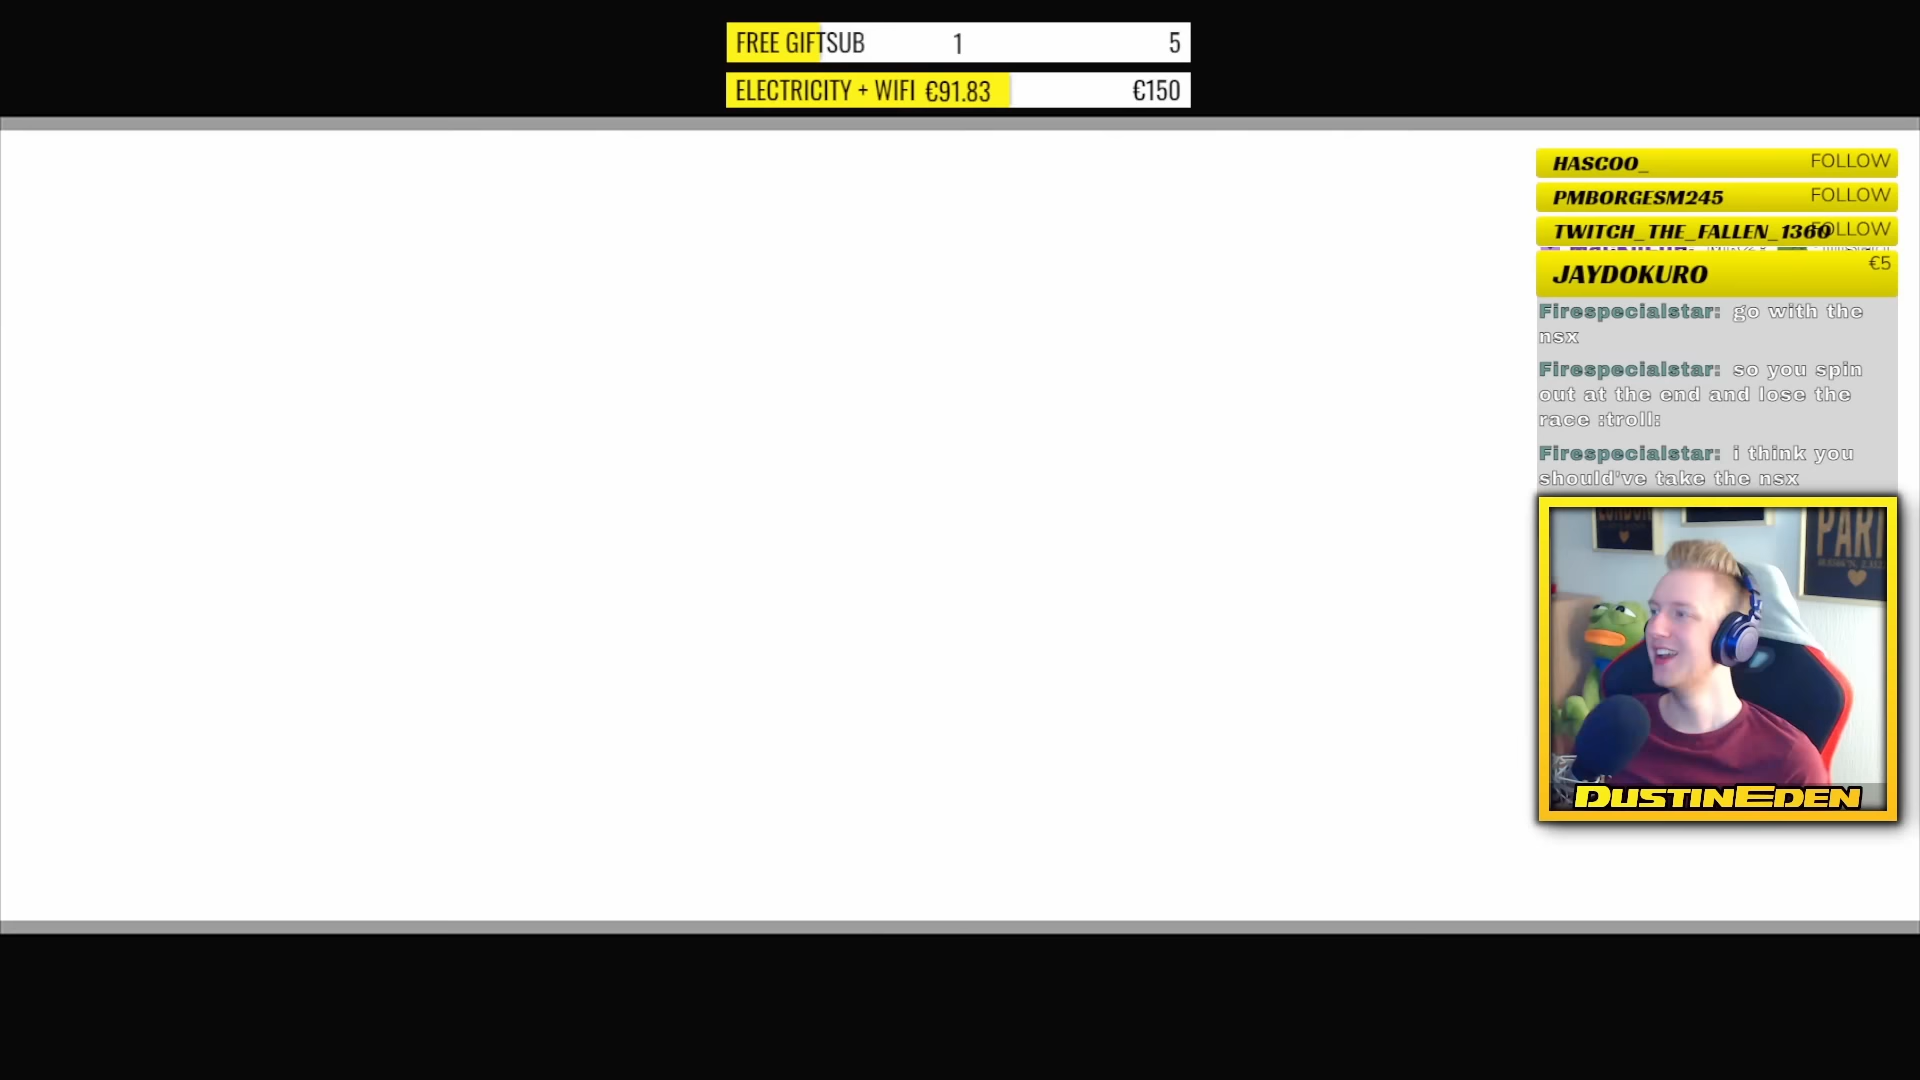 FREE GIFTSUB 1 5
ELECTRICITY + WIFI €91.83 €150
HASCOO_ FOLLOW
PMBORGESM245 FOLLOW
TWITCH_THE_FALLEN_1360 FOLLOW
JAYDOKURO €5
Firespecialstar: go with the
nsx
Firespecialstar: so you spin
out at the end and lose the
race :troll:
Firespecialstar: i think you
should've take the nsx
LONDON
PARI
DUSTINEDEN